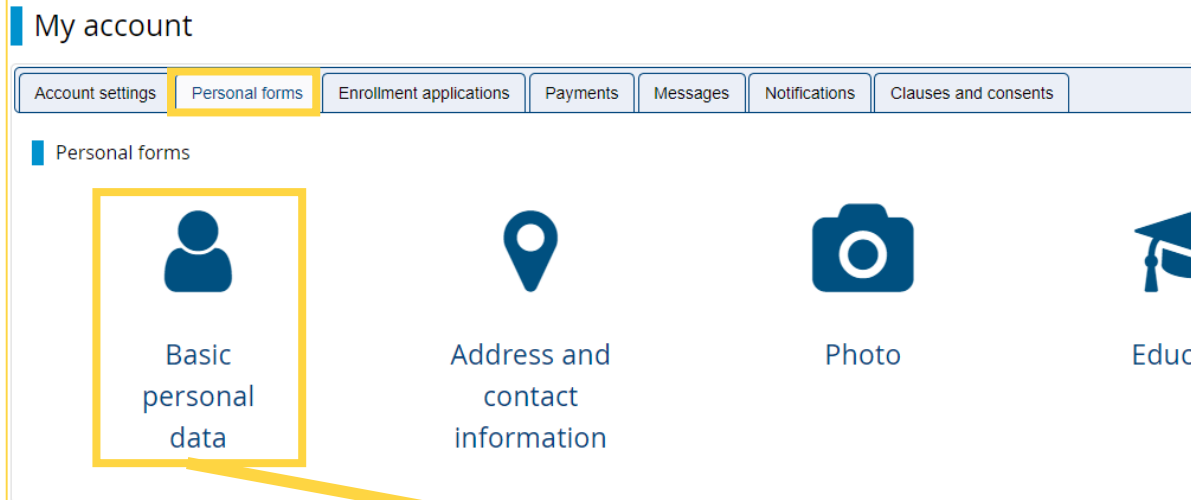 My account
Account settings Personal forms Enrollment applications Payments Messages Notifications Clauses and consents
Personal forms
Basic personal data
Address and contact information
Photo